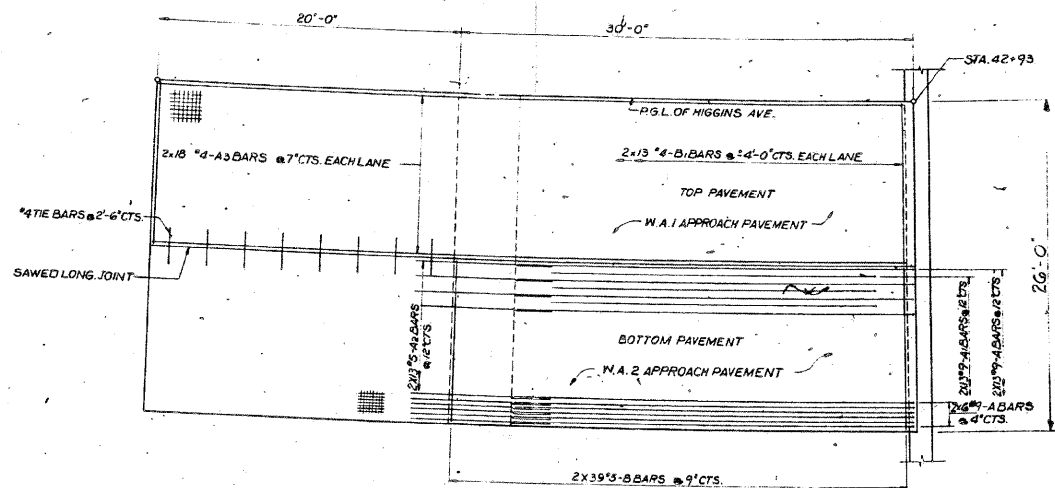 20'-0"
30'-0"
STA. 42+93
P.G.L. OF HIGGINS AVE.
2x18 #4-A3 BARS @ 7" CTS. EACH LANE
2x13 #4-B1 BARS @ 4'-0" CTS. EACH LANE
TOP PAVEMENT
#4 TIE BARS @ 2'-6" CTS.
W.A.1 APPROACH PAVEMENT
SAWED LONG. JOINT
26'-0"
2x13 #5-A2 BARS
@ 12" CTS.
2x13 #9-A1 BARS @ 12" CTS.
2x13 #9-A BARS @ 12" CTS.
BOTTOM PAVEMENT
W.A.2 APPROACH PAVEMENT
2x6 #9-A BARS
@ 4" CTS.
2 x 39 #5-B BARS @ 9" CTS.